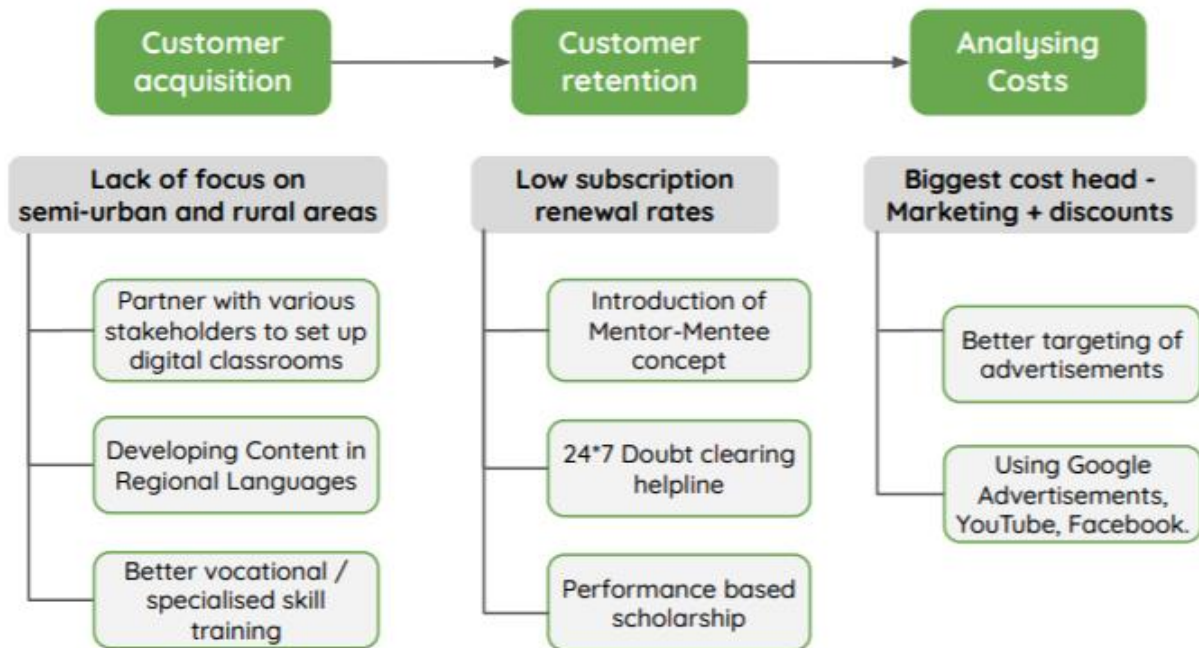 Customer
acquisition
Customer
retention
Analysing
Costs
Lack of focus on
semi-urban and rural areas
Partner with various
stakeholders to set up
digital classrooms
Developing Content in
Regional Languages
Better vocational /
specialised skill
training
Low subscription
renewal rates
Introduction of
Mentor-Mentee
concept
24*7 Doubt clearing
helpline
Performance based
scholarship
Biggest cost head -
Marketing + discounts
Better targeting of
advertisements
Using Google
Advertisements,
YouTube, Facebook.